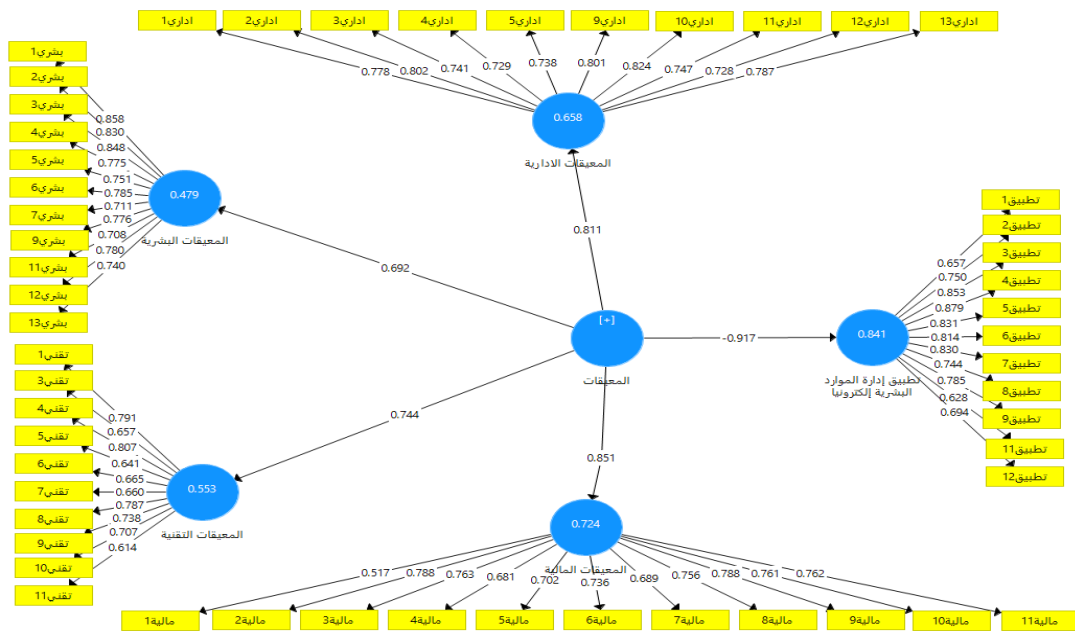 اداري1
اداري2
اداري3
اداري4
اداري5
اداري9
اداري10
اداري11
اداري12
اداري13
0.778
0.802
0.741
0.729
0.738
0.801
0.824
0.747
0.728
0.787
0.658
المعيقات الادارية
0.811
بشري1
بشري2
بشري3
بشري4
بشري5
بشري6
بشري7
بشري9
بشري11
بشري12
بشري13
0.858
0.830
0.848
0.775
0.751
0.785
0.711
0.776
0.708
0.780
0.740
0.479
المعيقات البشرية
0.692
[+]
المعيقات
-0.917
تطبيق1
تطبيق2
تطبيق3
تطبيق4
تطبيق5
تطبيق6
تطبيق7
تطبيق8
تطبيق9
تطبيق11
تطبيق12
0.657
0.750
0.853
0.879
0.831
0.814
0.830
0.744
0.785
0.628
0.694
0.841
تطبيق إدارة الموارد
البشرية إلكترونيا
0.744
تقني1
تقني3
تقني4
تقني5
تقني6
تقني7
تقني8
تقني9
تقني10
تقني11
0.791
0.657
0.807
0.641
0.665
0.660
0.787
0.738
0.707
0.614
0.553
المعيقات التقنية
0.851
0.724
المعيقات المالية
0.517
0.788
0.763
0.681
0.702
0.736
0.689
0.756
0.788
0.761
0.762
مالية1
مالية2
مالية3
مالية4
مالية5
مالية6
مالية7
مالية8
مالية9
مالية10
مالية11